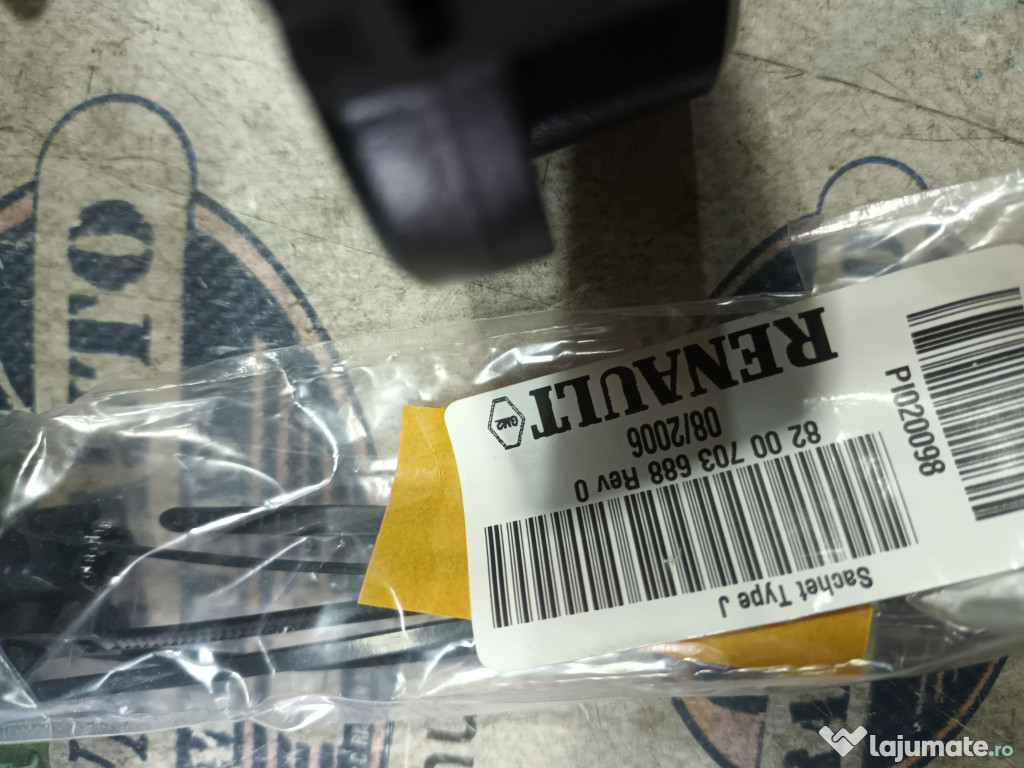 RENAULT
GM2
08/2006
82 00 703 688 Rev 0
Sachet Type J
PI020098
lajumate.ro